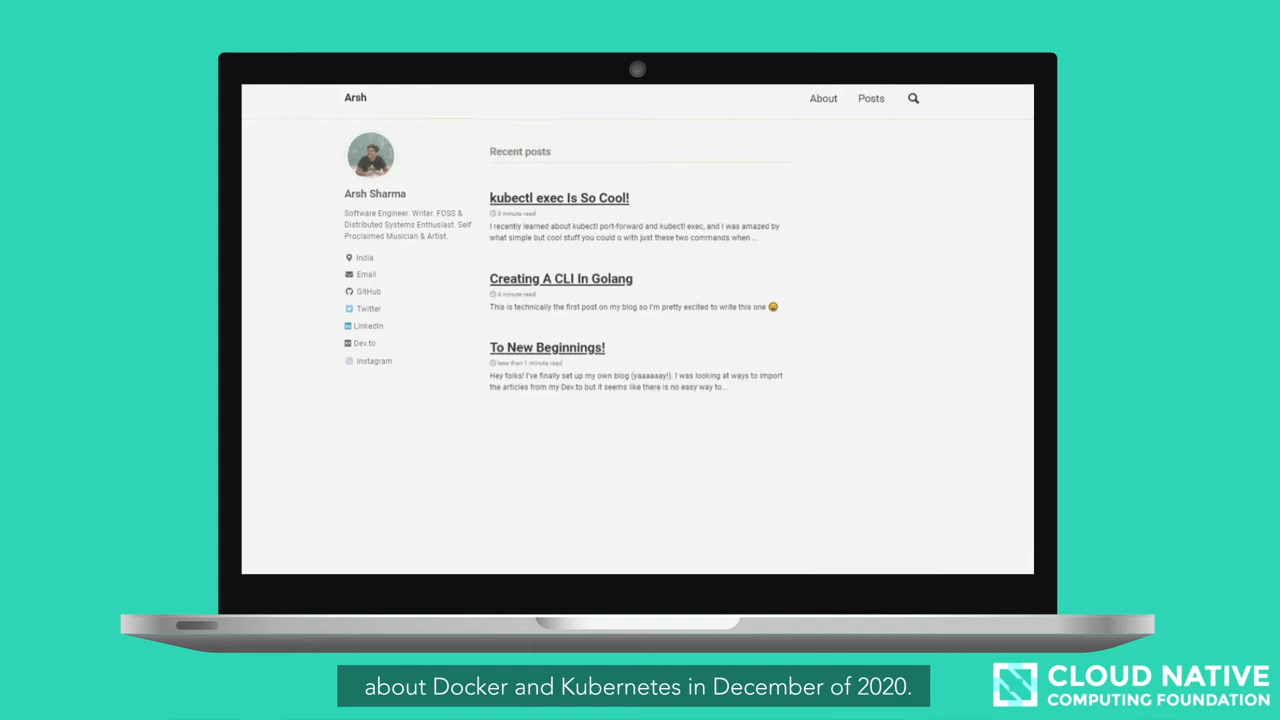 Arsh
About
Posts
Arsh Sharma
Software Engineer. Writer. FOSS &
Distributed Systems Enthusiast. Self
Proclaimed Musician & Artist.
India
Email
GitHub
Twitter
LinkedIn
Dev.to
Instagram
Recent posts
kubectl exec Is So Cool!
3 minute read
I recently learned about kubectl port-forward and kubectl exec, and I was amazed by
what simple but cool stuff you could o with just these two commands when ...
Creating A CLI In Golang
4 minute read
This is technically the first post on my blog so I'm pretty excited to write this one 😩
To New Beginnings!
less than 1 minute read
Hey folks! I've finally set up my own blog (yaaaaaay!). I was looking at ways to import
the articles from my Dev.to but it seems like there is no easy way to...
about Docker and Kubernetes in December of 2020.
CLOUD NATIVE
COMPUTING FOUNDATION